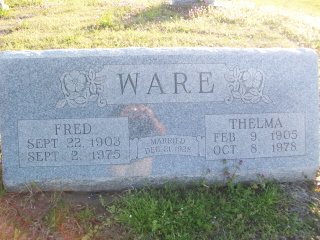 WARE
FRED
SEPT. 22, 1903
SEPT. 2, 1975
MARRIED
THELMA
FEB. 9, 1905
OCT. 8, 1978